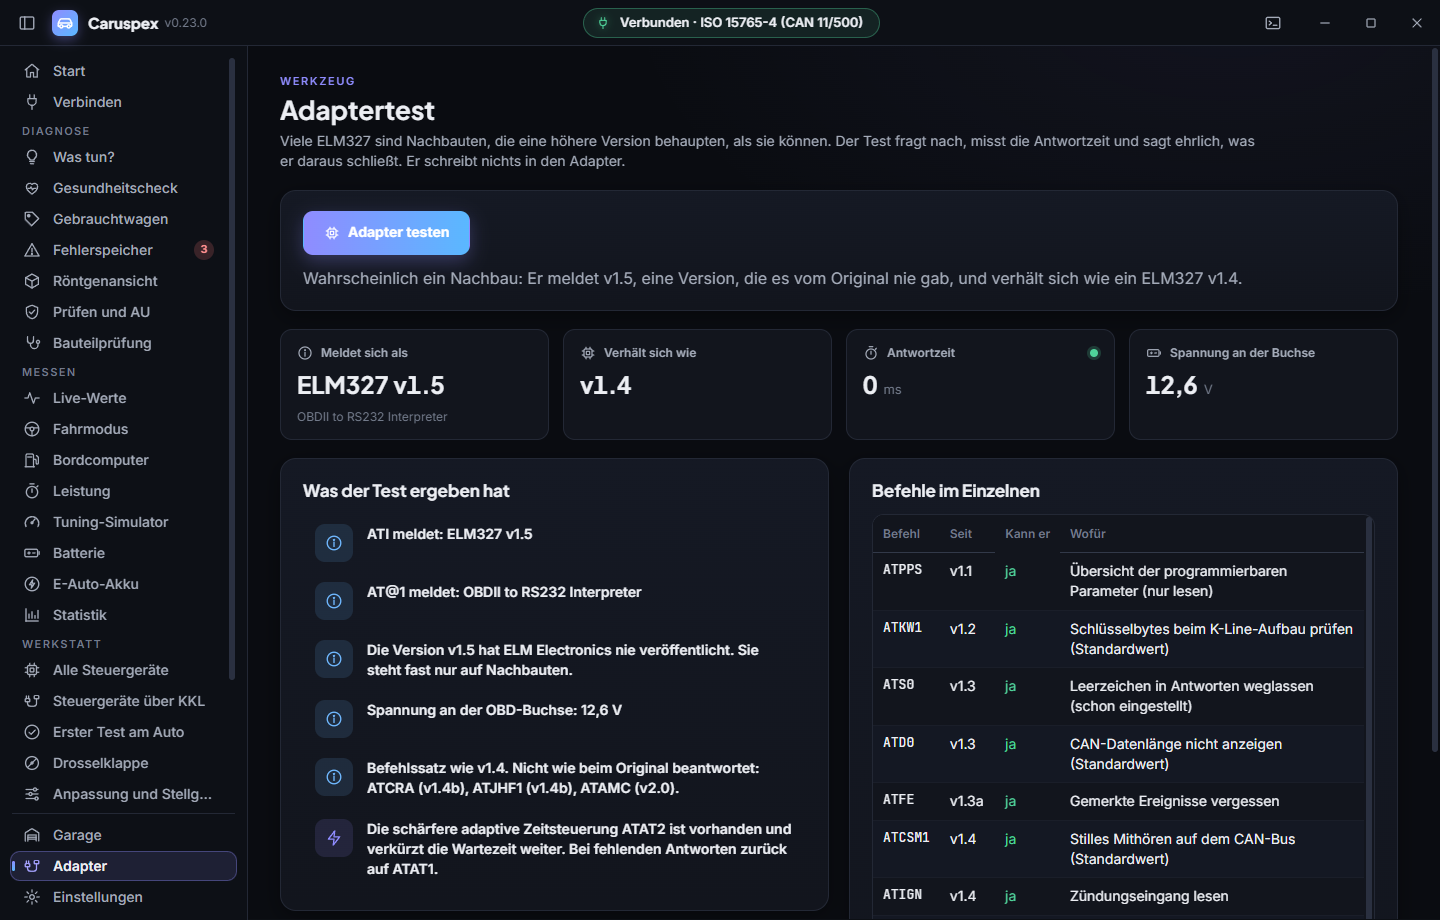 Caruspex v0.23.0
Verbunden · ISO 15765-4 (CAN 11/500)
Start
Verbinden
DIAGNOSE
Was tun?
Gesundheitscheck
Gebrauchtwagen
Fehlerspeicher 3
Röntgenansicht
Prüfen und AU
Bauteilprüfung
MESSEN
Live-Werte
Fahrmodus
Bordcomputer
Leistung
Tuning-Simulator
Batterie
E-Auto-Akku
Statistik
WERKSTATT
Alle Steuergeräte
Steuergeräte über KKL
Erster Test am Auto
Drosselklappe
Anpassung und Stellg...
Garage
Adapter
Einstellungen
WERKZEUG
Adaptertest
Viele ELM327 sind Nachbauten, die eine höhere Version behaupten, als sie können. Der Test fragt nach, misst die Antwortzeit und sagt ehrlich, was
er daraus schließt. Er schreibt nichts in den Adapter.
Adapter testen
Wahrscheinlich ein Nachbau: Er meldet v1.5, eine Version, die es vom Original nie gab, und verhält sich wie ein ELM327 v1.4.
Meldet sich als
ELM327 v1.5
OBDII to RS232 Interpreter
Verhält sich wie
v1.4
Antwortzeit
0 ms
Spannung an der Buchse
12,6 V
Was der Test ergeben hat
ATI meldet: ELM327 v1.5
AT@1 meldet: OBDII to RS232 Interpreter
Die Version v1.5 hat ELM Electronics nie veröffentlicht. Sie
steht fast nur auf Nachbauten.
Spannung an der OBD-Buchse: 12,6 V
Befehlssatz wie v1.4. Nicht wie beim Original beantwortet:
ATCRA (v1.4b), ATJHF1 (v1.4b), ATAMC (v2.0).
Die schärfere adaptive Zeitsteuerung ATAT2 ist vorhanden und
verkürzt die Wartezeit weiter. Bei fehlenden Antworten zurück
auf ATAT1.
Befehle im Einzelnen
Befehl Seit Kann er Wofür
ATPPS v1.1 ja Übersicht der programmierbaren
Parameter (nur lesen)
ATKW1 v1.2 ja Schlüsselbytes beim K-Line-Aufbau prüfen
(Standardwert)
ATS0 v1.3 ja Leerzeichen in Antworten weglassen
(schon eingestellt)
ATD0 v1.3 ja CAN-Datenlänge nicht anzeigen
(Standardwert)
ATFE v1.3a ja Gemerkte Ereignisse vergessen
ATCSM1 v1.4 ja Stilles Mithören auf dem CAN-Bus
(Standardwert)
ATIGN v1.4 ja Zündungseingang lesen